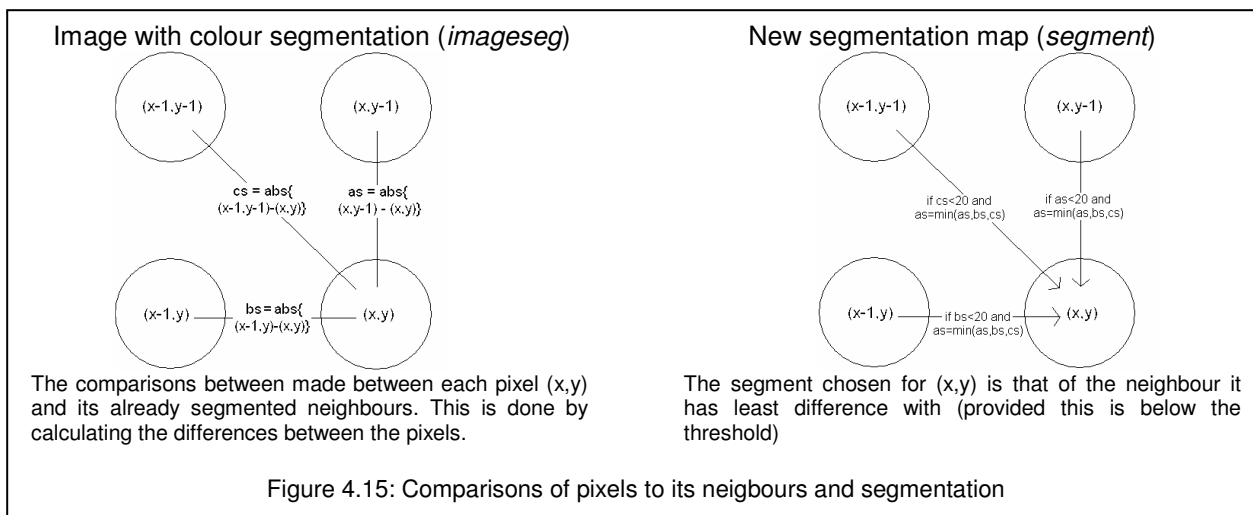 Image with colour segmentation (imageseg)
(x-1,y-1)
(x,y-1)
cs = abs{
(x-1,y-1)-(x,y)}
as = abs{
(x,y-1) - (x,y)}
(x-1,y)
bs = abs{
(x-1,y)-(x,y)}
(x,y)
The comparisons between made between each pixel (x,y)
and its already segmented neighbours. This is done by
calculating the differences between the pixels.
New segmentation map (segment)
(x-1,y-1)
(x,y-1)
if cs<20 and
as=min(as,bs,cs)
if as<20 and
as=min(as,bs,cs)
(x-1,y)
if bs<20 and
as=min(as,bs,cs)
(x,y)
The segment chosen for (x,y) is that of the neighbour it
has least difference with (provided this is below the
threshold)
Figure 4.15: Comparisons of pixels to its neigbours and segmentation